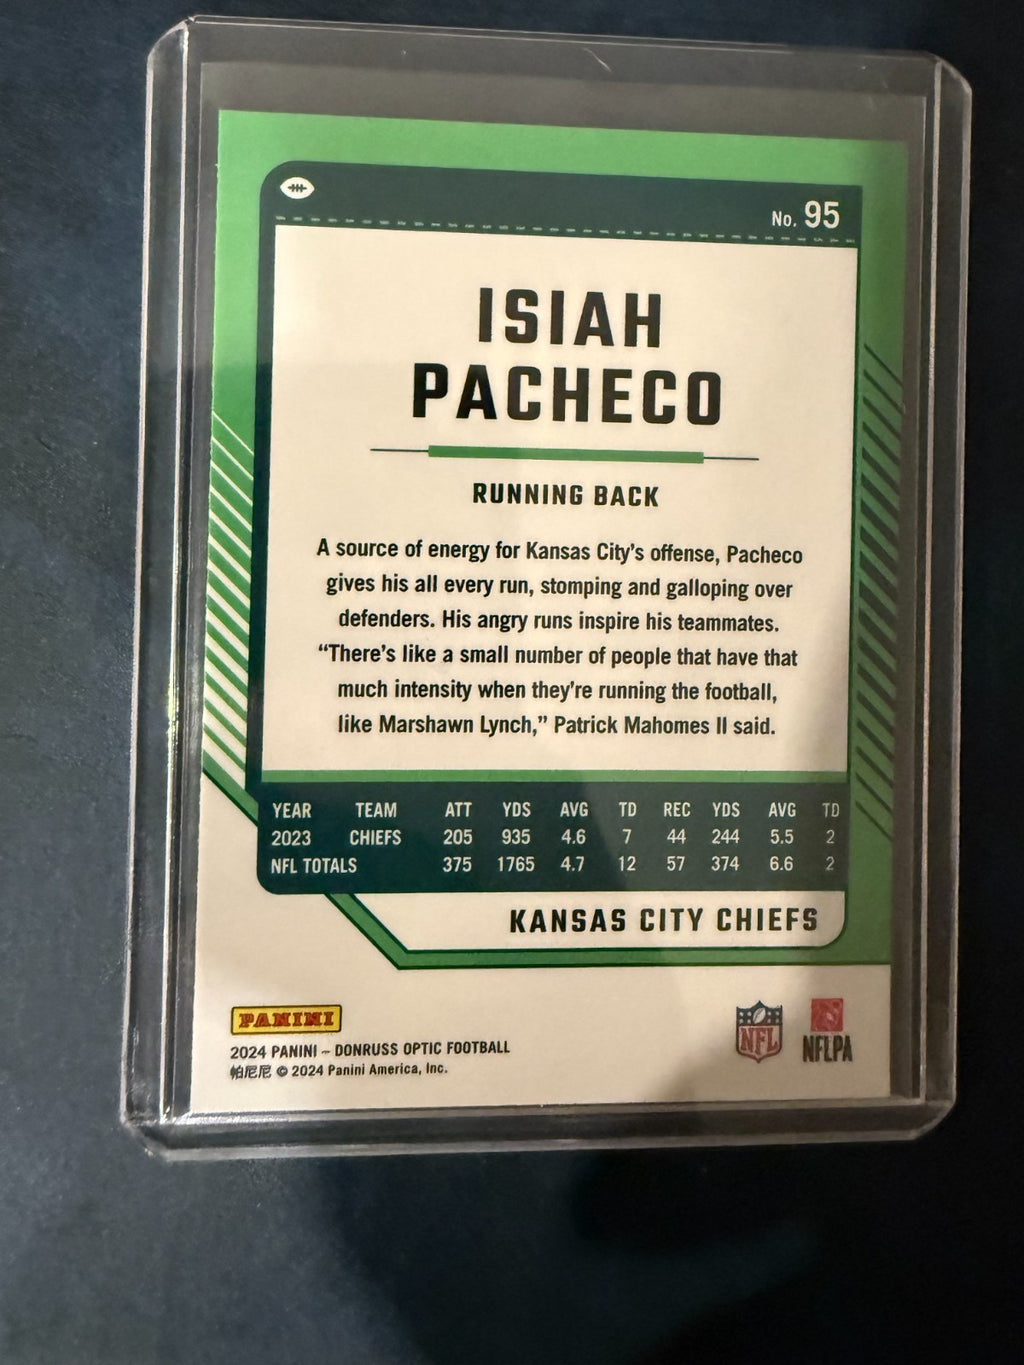 No. 95
ISIAH
PACHECO
RUNNING BACK
A source of energy for Kansas City's offense, Pacheco
gives his all every run, stomping and galloping over
defenders. His angry runs inspire his teammates.
“There's like a small number of people that have that
much intensity when they're running the football,
like Marshawn Lynch,” Patrick Mahomes II said.
YEAR TEAM ATT YDS AVG TD REC YDS AVG TD
2023 CHIEFS 205 935 4.6 7 44 244 5.5 2
NFL TOTALS 375 1765 4.7 12 57 374 6.6 2
KANSAS CITY CHIEFS
PANINI
2024 PANINI – DONRUSS OPTIC FOOTBALL
帕尼尼 © 2024 Panini America, Inc.
NFL
NFLPA